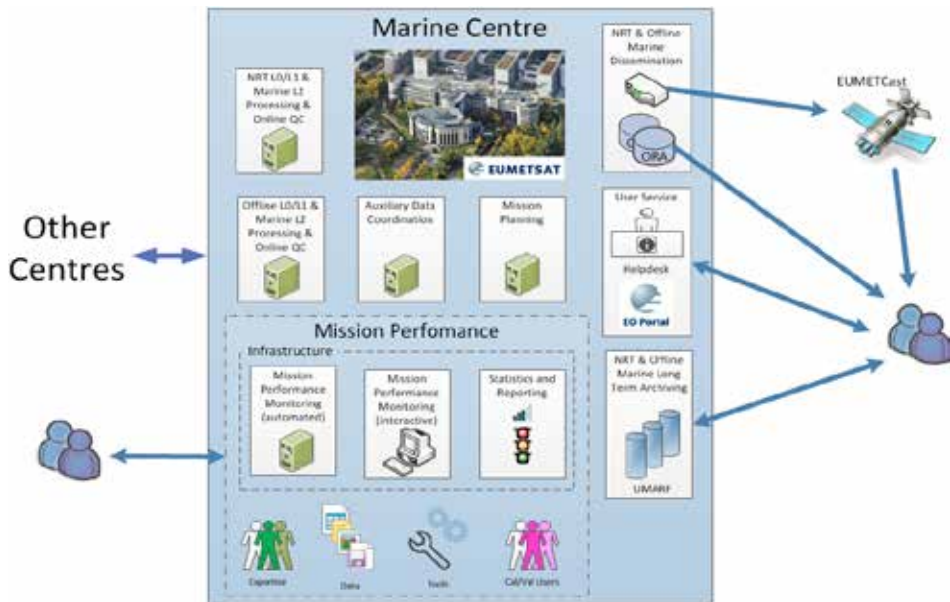 Marine Centre
NRT L0/L1 &
Marine L2
Processing &
Online QC
EUMETSAT
NRT & Offline
Marine
Dissemination
ORA
EUMETCast
Other
Centres
Offline L0/L1 &
Marine L2
Processing &
Online QC
Auxiliary Data
Coordination
Mission
Planning
User Service
Helpdesk
EO Portal
Mission Perfomance
Infrastructure
Mission
Performance
Monitoring
(automated)
Mission
Performance
Monitoring
(interactive)
Statistics and
Reporting
NRT & Offline
Marine Long
Term Archiving
UMARF
Expertise
Data
Tools
Cal/Val Users